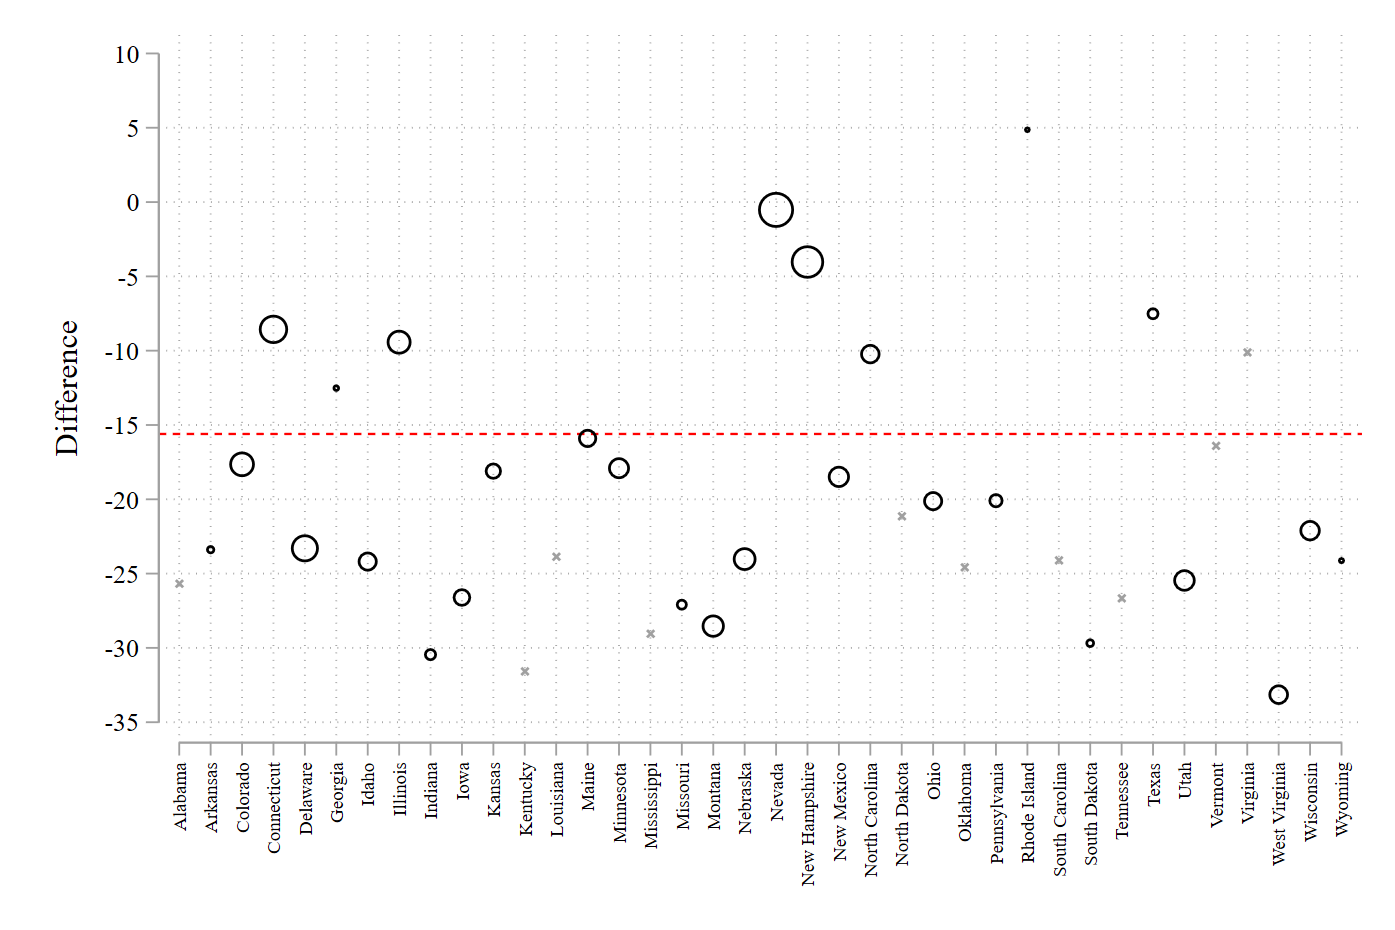 10
5
0
-5
-10
-15
-20
-25
-30
-35
Difference
Alabama
Arkansas
Colorado
Connecticut
Delaware
Georgia
Idaho
Illinois
Indiana
Iowa
Kansas
Kentucky
Louisiana
Maine
Minnesota
Mississippi
Missouri
Montana
Nebraska
Nevada
New Hampshire
New Mexico
North Carolina
North Dakota
Ohio
Oklahoma
Pennsylvania
Rhode Island
South Carolina
South Dakota
Tennessee
Texas
Utah
Vermont
Virginia
West Virginia
Wisconsin
Wyoming